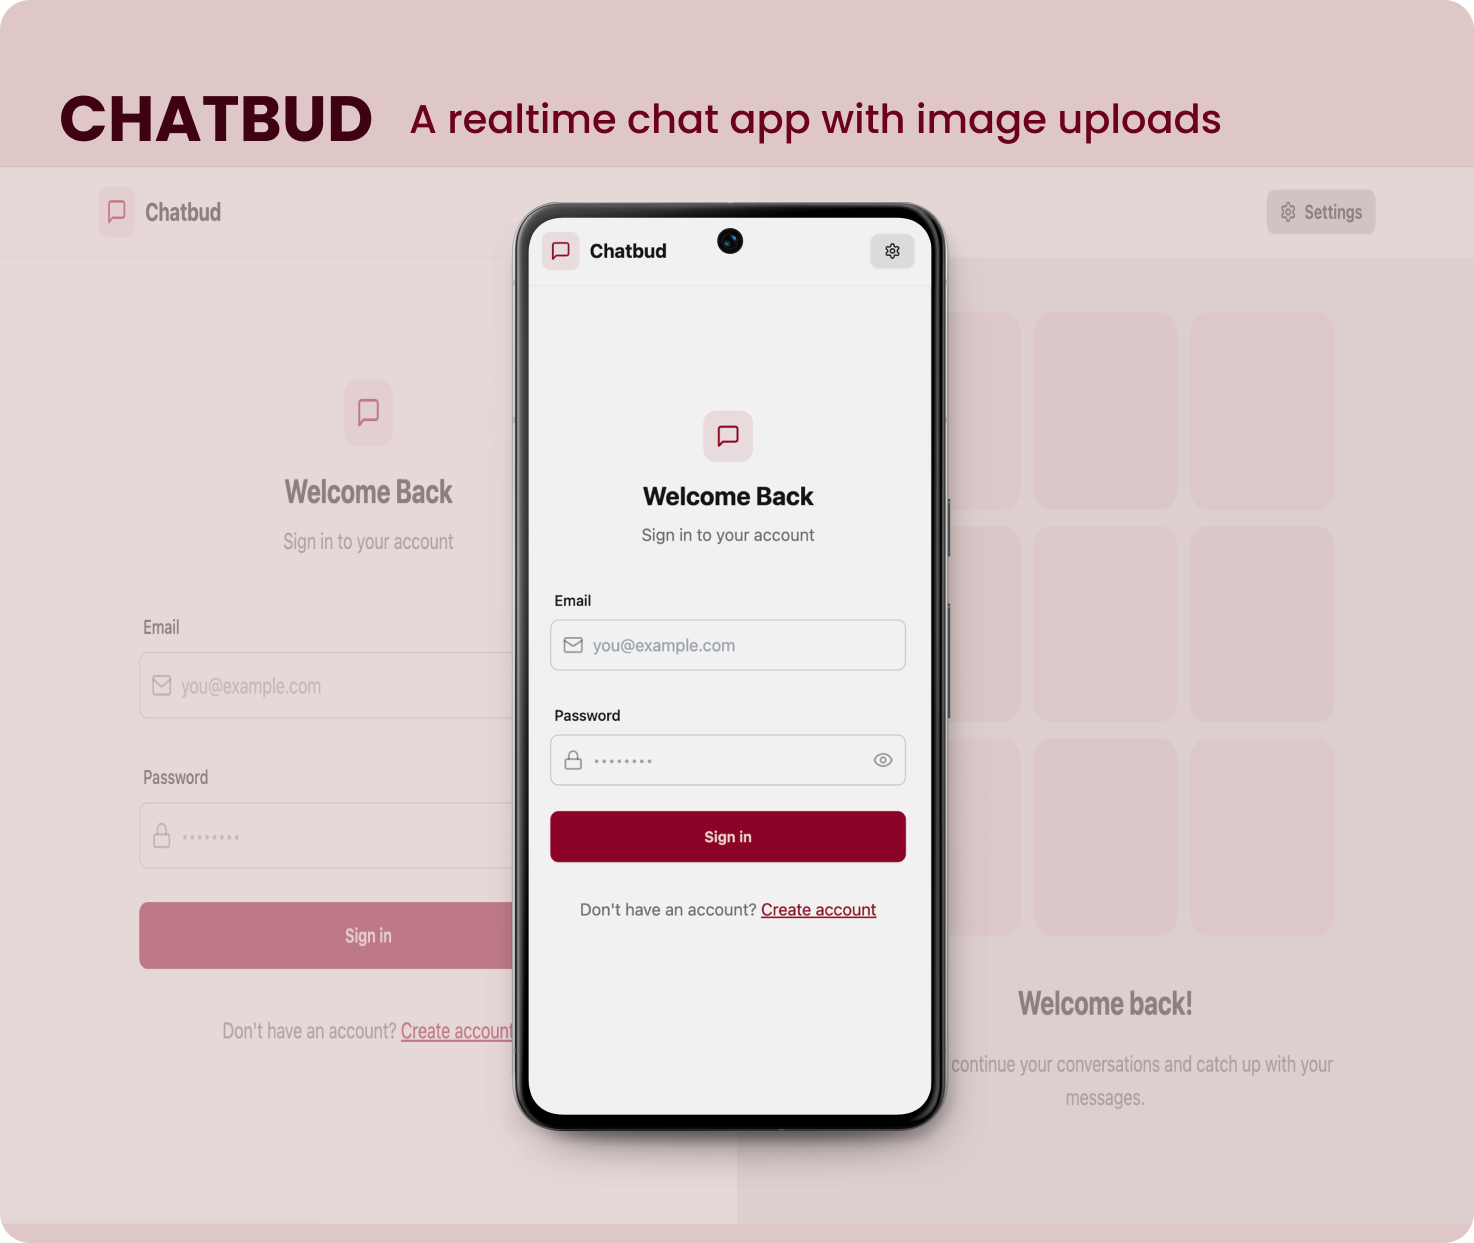 CHATBUD A realtime chat app with image uploads
Chatbud
Settings
Welcome Back
Sign in to your account
Email
you@example.com
Password
••••••••
Sign in
Don't have an account? Create account
Chatbud
Welcome Back
Sign in to your account
Email
you@example.com
Password
••••••••
Sign in
Don't have an account? Create account
Welcome back!
continue your conversations and catch up with your
messages.